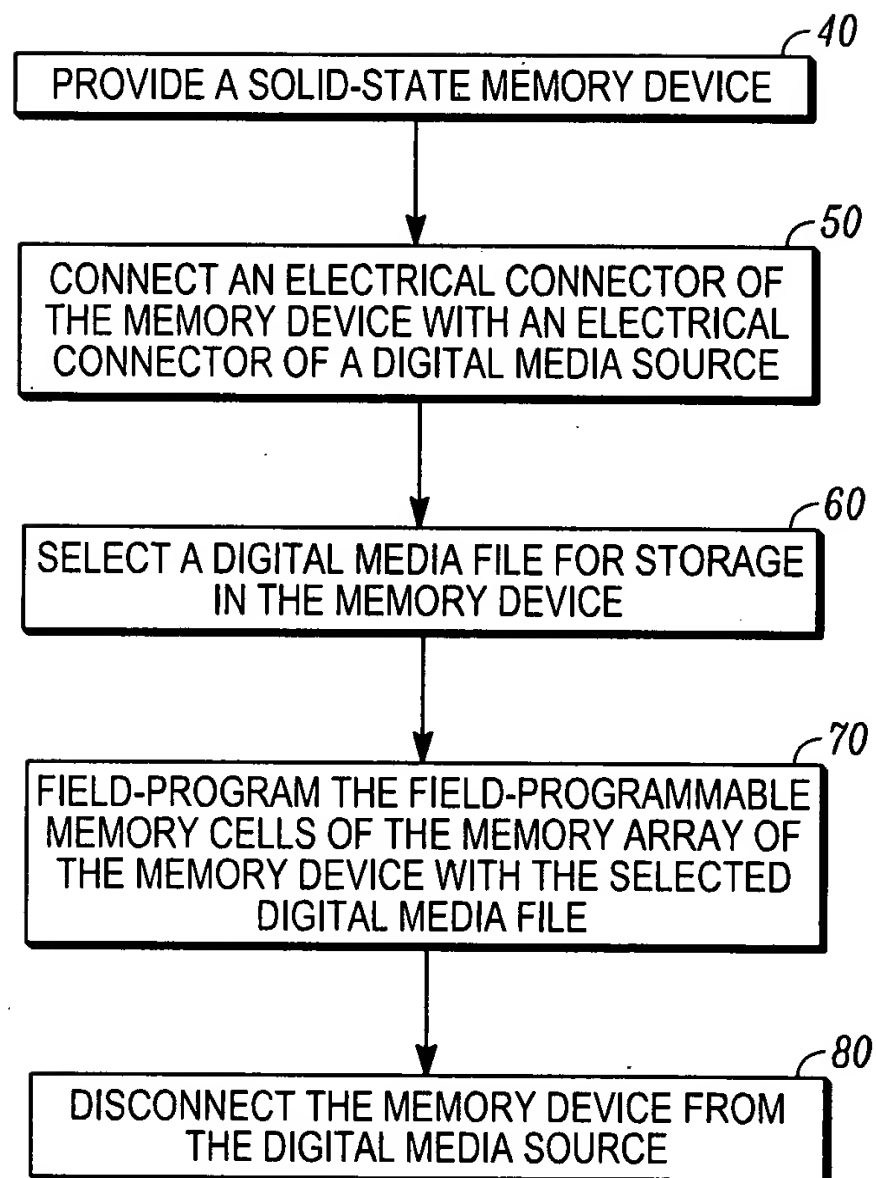 40
PROVIDE A SOLID-STATE MEMORY DEVICE
50
CONNECT AN ELECTRICAL CONNECTOR OF
THE MEMORY DEVICE WITH AN ELECTRICAL
CONNECTOR OF A DIGITAL MEDIA SOURCE
60
SELECT A DIGITAL MEDIA FILE FOR STORAGE
IN THE MEMORY DEVICE
70
FIELD-PROGRAM THE FIELD-PROGRAMMABLE
MEMORY CELLS OF THE MEMORY ARRAY OF
THE MEMORY DEVICE WITH THE SELECTED
DIGITAL MEDIA FILE
80
DISCONNECT THE MEMORY DEVICE FROM
THE DIGITAL MEDIA SOURCE